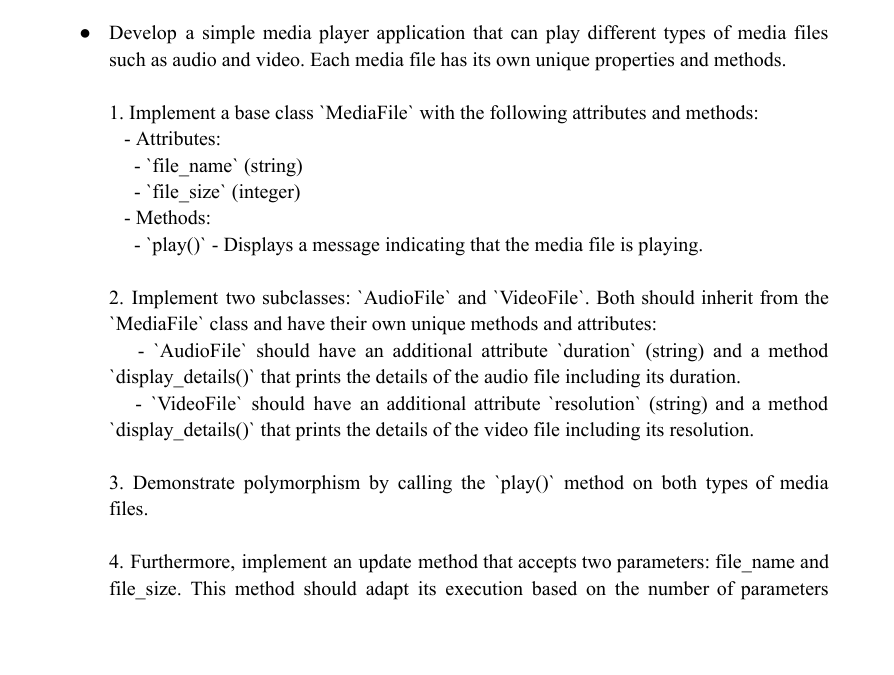 ● Develop a simple media player application that can play different types of media files
such as audio and video. Each media file has its own unique properties and methods.
1. Implement a base class `MediaFile` with the following attributes and methods:
- Attributes:
- `file_name` (string)
- `file_size` (integer)
- Methods:
- `play()` - Displays a message indicating that the media file is playing.
2. Implement two subclasses: `AudioFile` and `VideoFile`. Both should inherit from the
`MediaFile` class and have their own unique methods and attributes:
- `AudioFile` should have an additional attribute `duration` (string) and a method
`display_details()` that prints the details of the audio file including its duration.
- `VideoFile` should have an additional attribute `resolution` (string) and a method
`display_details()` that prints the details of the video file including its resolution.
3. Demonstrate polymorphism by calling the `play()` method on both types of media
files.
4. Furthermore, implement an update method that accepts two parameters: file_name and
file_size. This method should adapt its execution based on the number of parameters